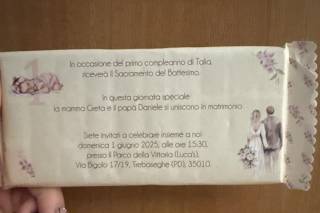 In occasione del primo compleanno di Talia,
riceverà il Sacramento del Battesimo.
In questa giornata speciale
la mamma Greta e il papà Daniele si uniscono in matrimonio.
Siete invitati a celebrare insieme a noi
domenica 1 giugno 2025, alle ore 15:30,
presso il Parco della Vittoria (Luca's),
Via Bigolo 17/19, Trebaseghe (PD), 35010.